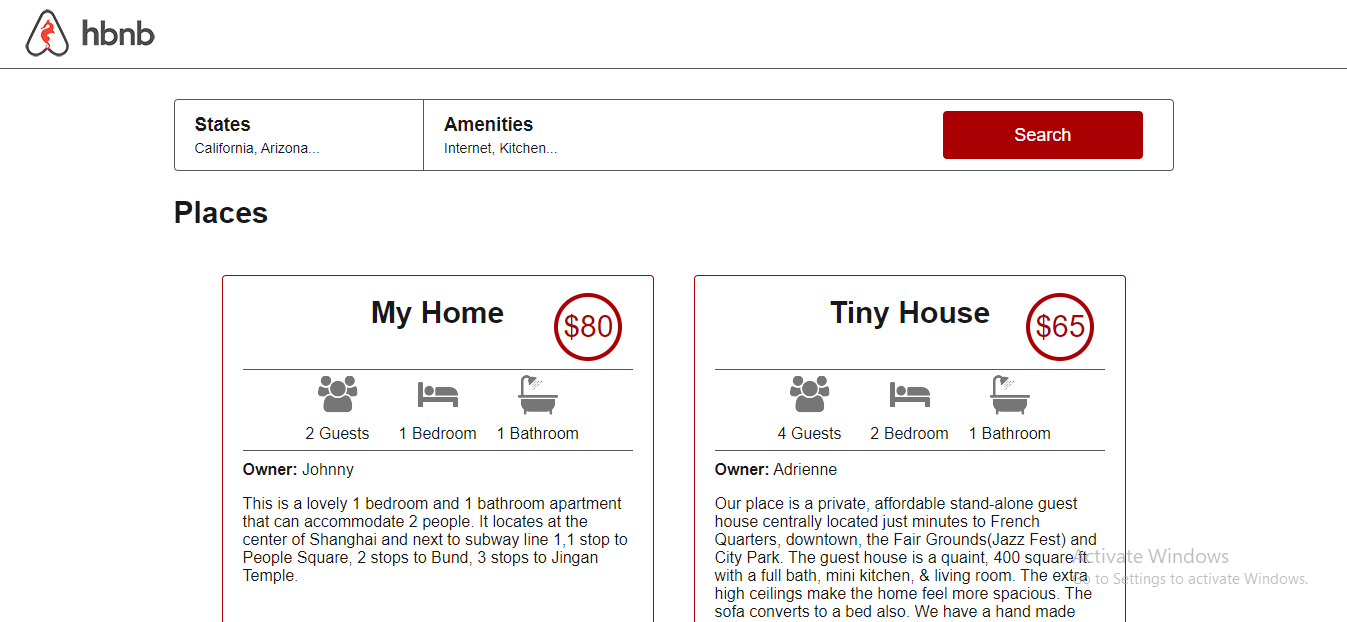 hbnb
States
California, Arizona...
Amenities
Internet, Kitchen...
Search
Places
My Home
$80
2 Guests 1 Bedroom 1 Bathroom
Owner: Johnny
This is a lovely 1 bedroom and 1 bathroom apartment
that can accommodate 2 people. It locates at the
center of Shanghai and next to subway line 1,1 stop to
People Square, 2 stops to Bund, 3 stops to Jingan
Temple.
Tiny House
$65
4 Guests 2 Bedroom 1 Bathroom
Owner: Adrienne
Our place is a private, affordable stand-alone guest
house centrally located just minutes to French
Quarters, downtown, the Fair Grounds(Jazz Fest) and
City Park. The guest house is a quaint, 400 square ft
with a full bath, mini kitchen, & living room. The extra
high ceilings make the home feel more spacious. The
sofa converts to a bed also. We have a hand made
Activate Windows
Go to Settings to activate Windows.